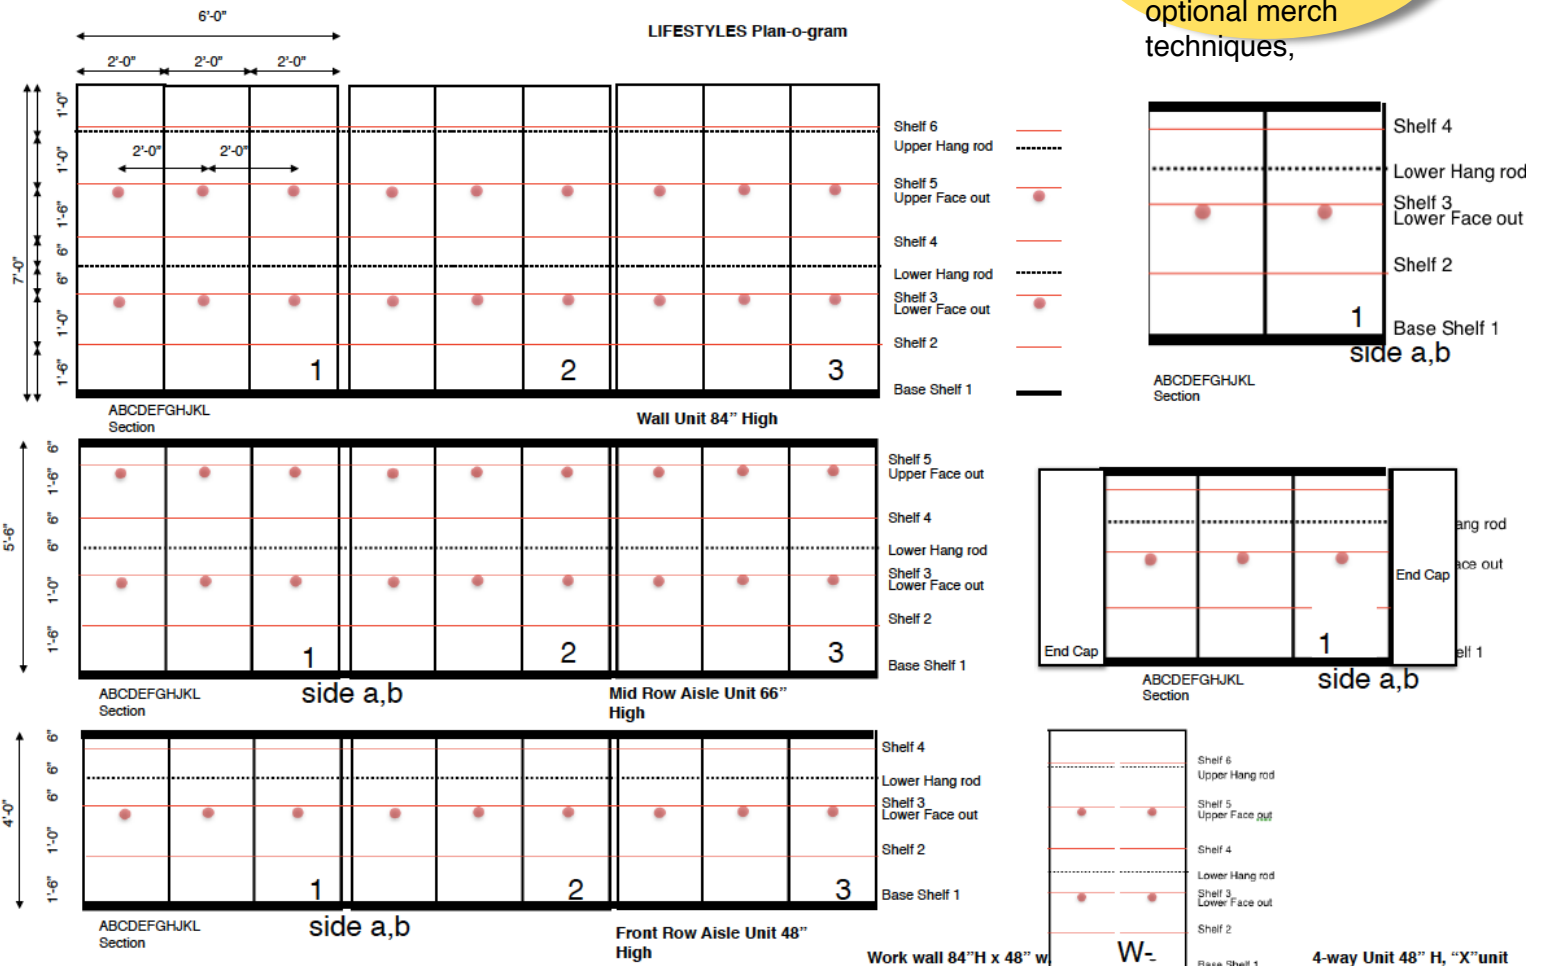 optional merch
techniques,
LIFESTYLES Plan-o-gram
6'-0"
2'-0" 2'-0" 2'-0"
1'-0"
1'-0"
1'-6"
6"
6"
1'-0"
1'-6"
7'-0"
2'-0" 2'-0"
Shelf 6
Upper Hang rod
Shelf 5
Upper Face out
Shelf 4
Lower Hang rod
Shelf 3
Lower Face out
Shelf 2
Base Shelf 1
1 2 3
ABCDEFGHJKL
Section
Wall Unit 84” High
Shelf 4
Lower Hang rod
Shelf 3
Lower Face out
Shelf 2
1
Base Shelf 1
side a,b
ABCDEFGHJKL
Section
6"
1'-6"
6"
6"
1'-0"
1'-6"
5'-6"
Shelf 5
Upper Face out
Shelf 4
Lower Hang rod
Shelf 3
Lower Face out
Shelf 2
Base Shelf 1
1 2 3
ABCDEFGHJKL
Section
side a,b
Mid Row Aisle Unit 66”
High
ang rod
ace out
End Cap
End Cap
1
elf 1
side a,b
ABCDEFGHJKL
Section
6"
6"
6"
1'-0"
1'-6"
4'-0"
Shelf 4
Lower Hang rod
Shelf 3
Lower Face out
Shelf 2
Base Shelf 1
1 2 3
ABCDEFGHJKL
Section
side a,b
Front Row Aisle Unit 48”
High
Shelf 6
Upper Hang rod
Shelf 5
Upper Face out
Shelf 4
Lower Hang rod
Shelf 3
Lower Face out
Shelf 2
Base Shelf 1
W-
Work wall 84”H x 48” w.
4-way Unit 48” H, “X”unit